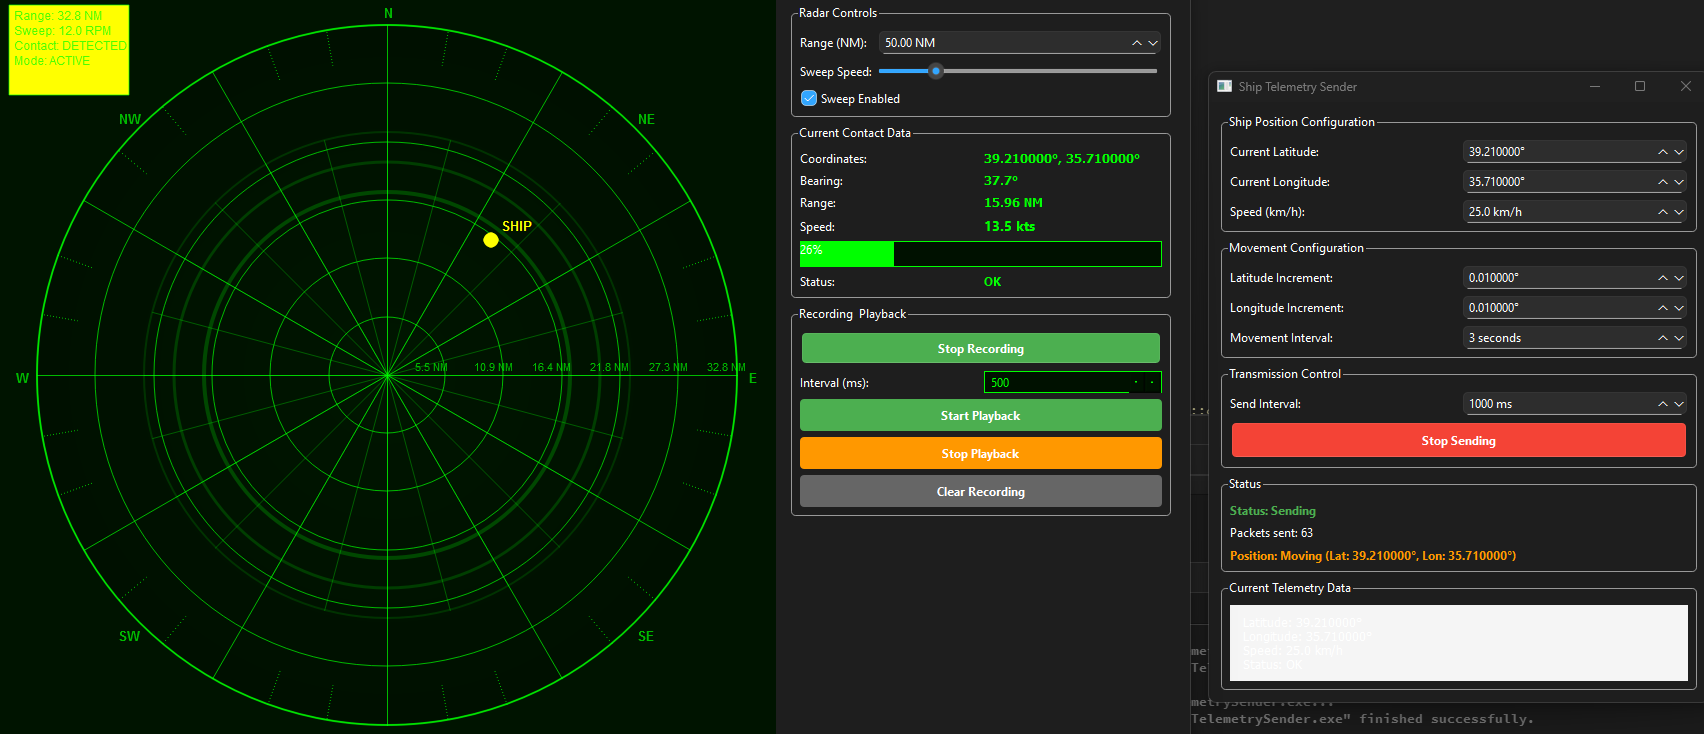 Range: 32.8 NM
Sweep: 12.0 RPM
Contact: DETECTED
Mode: ACTIVE
N
NW
NE
SHIP
W
5.5 NM
10.9 NM
16.4 NM
21.8 NM
27.3 NM
32.8 NM
E
SW
SE
Radar Controls
Range (NM): 50.00 NM
Sweep Speed:
Sweep Enabled
Current Contact Data
Coordinates: 39.210000°, 35.710000°
Bearing: 37.7°
Range: 15.96 NM
Speed: 13.5 kts
26%
Status: OK
Recording Playback
Stop Recording
Interval (ms): 500
Start Playback
Stop Playback
Clear Recording
Ship Telemetry Sender
Ship Position Configuration
Current Latitude: 39.210000°
Current Longitude: 35.710000°
Speed (km/h): 25.0 km/h
Movement Configuration
Latitude Increment: 0.010000°
Longitude Increment: 0.010000°
Movement Interval: 3 seconds
Transmission Control
Send Interval: 1000 ms
Stop Sending
Status
Status: Sending
Packets sent: 63
Position: Moving (Lat: 39.210000°, Lon: 35.710000°)
Current Telemetry Data
Latitude: 39.210000°
Longitude: 35.710000°
Speed: 25.0 km/h
Status: OK
metrySender.exe...
TelemetrySender.exe" finished successfully.